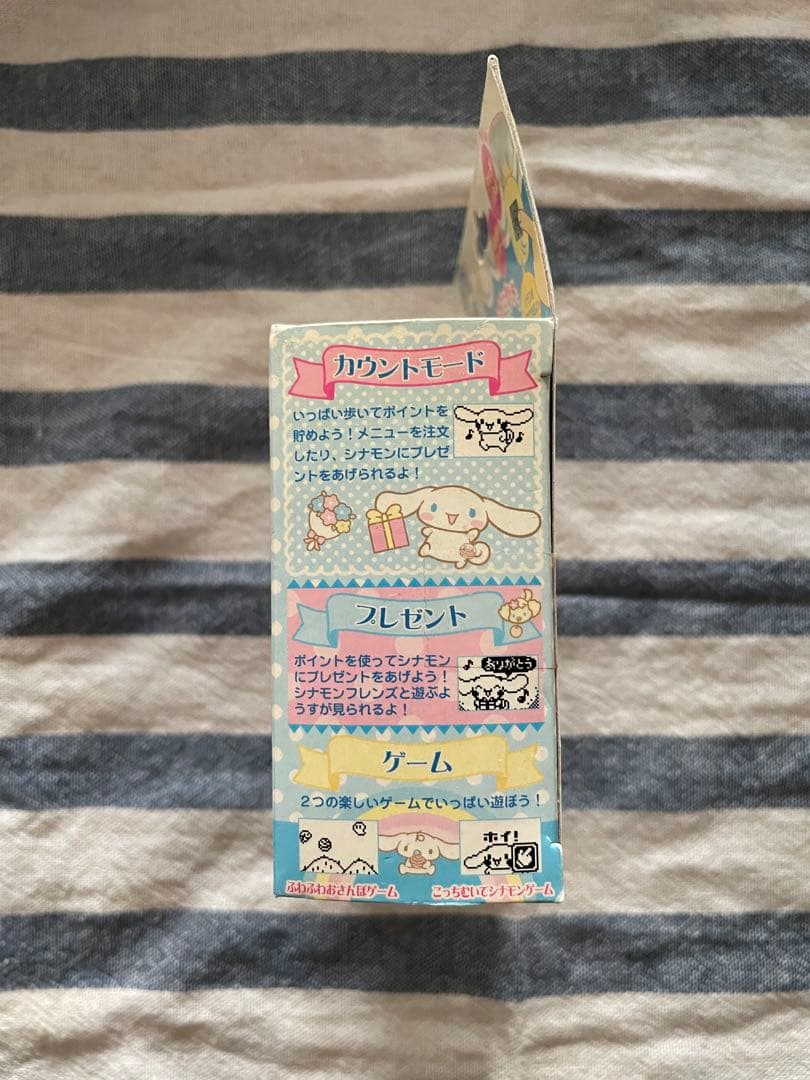 カウントモード
いっぱい歩いてポイントを
貯めよう！メニューを注文
したり、シナモンにプレゼ
ントをあげられるよ！
プレゼント
ポイントを使ってシナモン
にプレゼントをあげよう！
シナモンフレンズと遊ぶよ
うすが見られるよ！
ありがとう
ゲーム
2つの楽しいゲームでいっぱい遊ぼう！
ホイ！
ふわふわおさんぽゲーム
こっちむいてシナモンゲーム